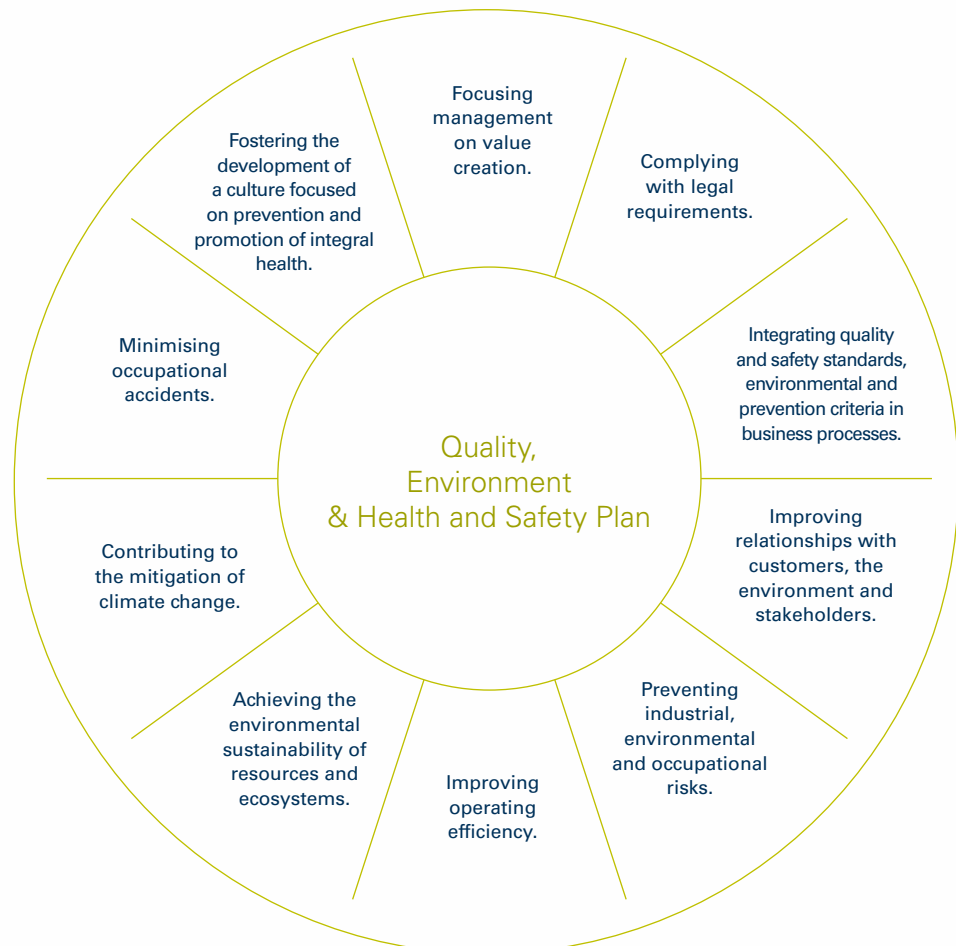 Focusing
management
on value
creation.
Complying
with legal
requirements.
Integrating quality
and safety standards,
environmental and
prevention criteria in
business processes.
Improving
relationships with
customers, the
environment and
stakeholders.
Preventing
industrial,
environmental
and occupational
risks.
Improving
operating
efficiency.
Achieving the
environmental
sustainability of
resources and
ecosystems.
Contributing to
the mitigation of
climate change.
Minimising
occupational
accidents.
Fostering the
development of
a culture focused
on prevention and
promotion of integral
health.
Quality,
Environment
& Health and Safety Plan